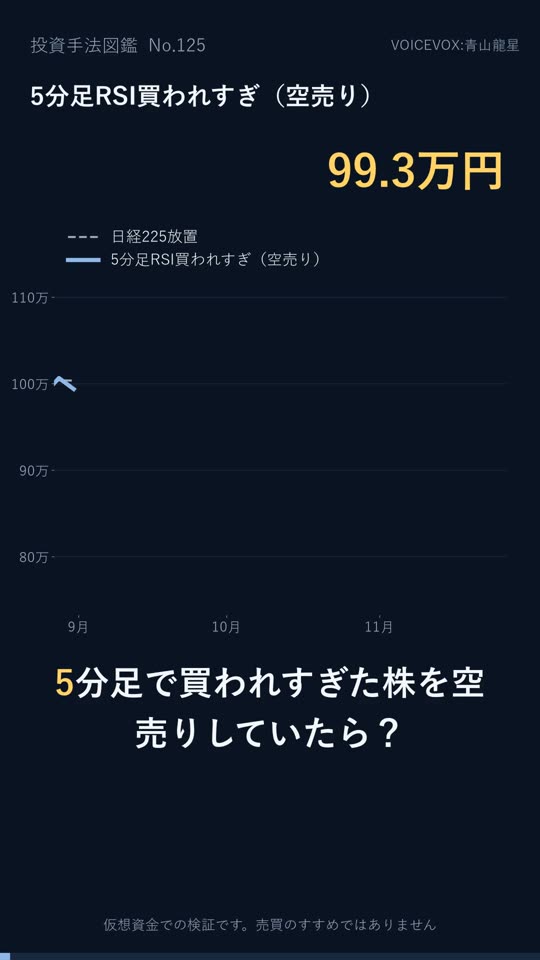 投資手法図鑑 No.125
VOICEVOX:青山龍星
5分足RSI買われすぎ（空売り）
99.3万円
日経225放置
5分足RSI買われすぎ（空売り）
110万
100万
90万
80万
9月
10月
11月
5分足で買われすぎた株を空
売りしていたら？
仮想資金での検証です。売買のすすめではありません